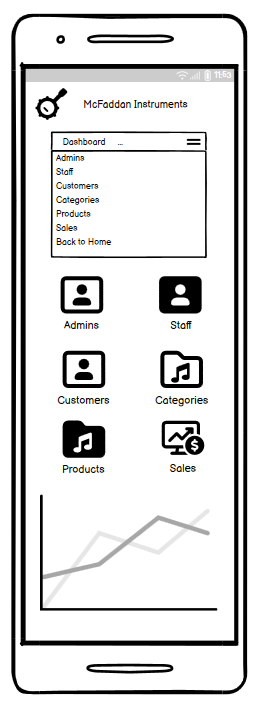 11:53
McFaddan Instruments
Dashboard ...
Admins
Staff
Customers
Categories
Products
Sales
Back to Home
Admins Staff
Customers Categories
Products Sales
$